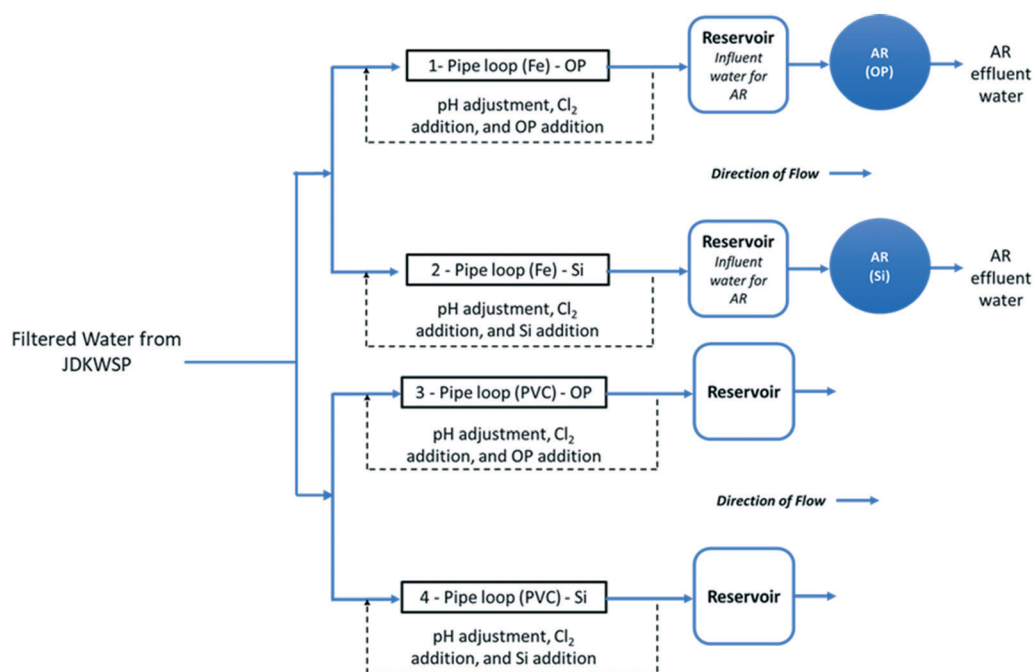 1- Pipe loop (Fe) - OP
pH adjustment, Cl₂
addition, and OP addition
Reservoir
Influent
water for
AR
AR
(OP)
AR
effluent
water
Direction of Flow
2 - Pipe loop (Fe) - Si
pH adjustment, Cl₂
addition, and Si addition
Reservoir
Influent
water for
AR
AR
(Si)
AR
effluent
water
Filtered Water from
JDKWSP
3 - Pipe loop (PVC) - OP
pH adjustment, Cl₂
addition, and OP addition
Reservoir
Direction of Flow
4 - Pipe loop (PVC) - Si
pH adjustment, Cl₂
addition, and Si addition
Reservoir